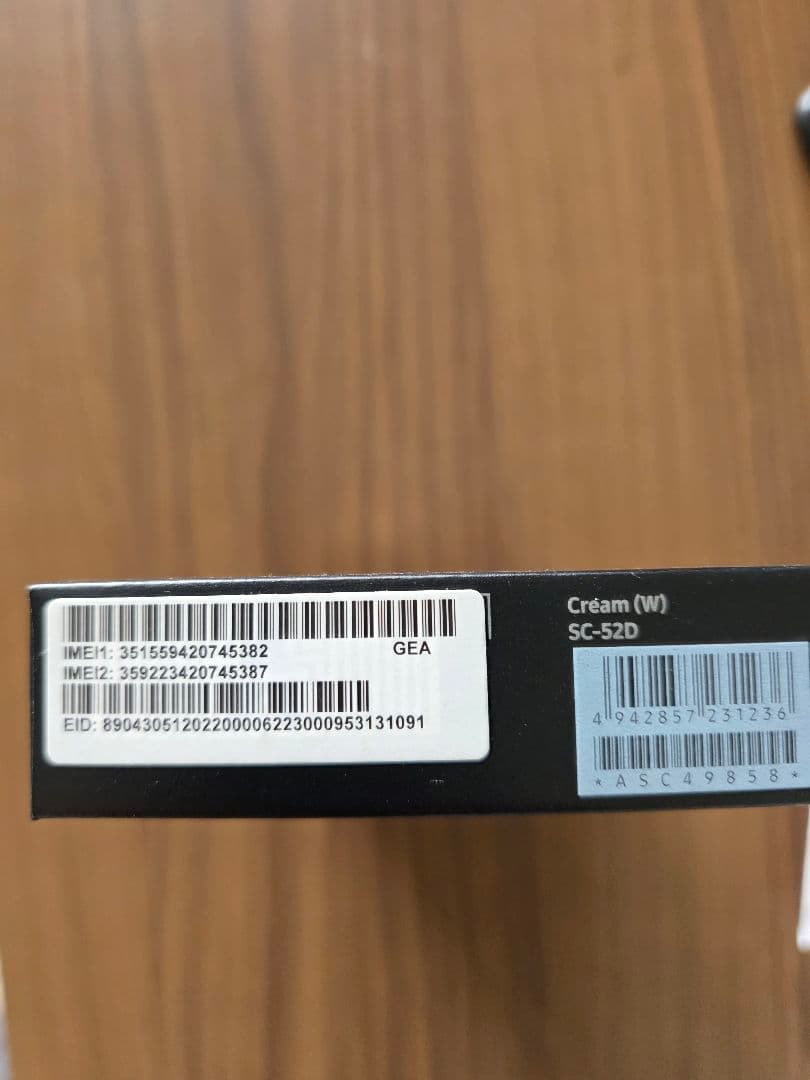 IMEI1: 351559420745382
GEA
IMEI2: 359223420745387
EID: 89043051202200006223000953131091
Cream (W)
SC-52D
4 942857 231236
*ASC49858*